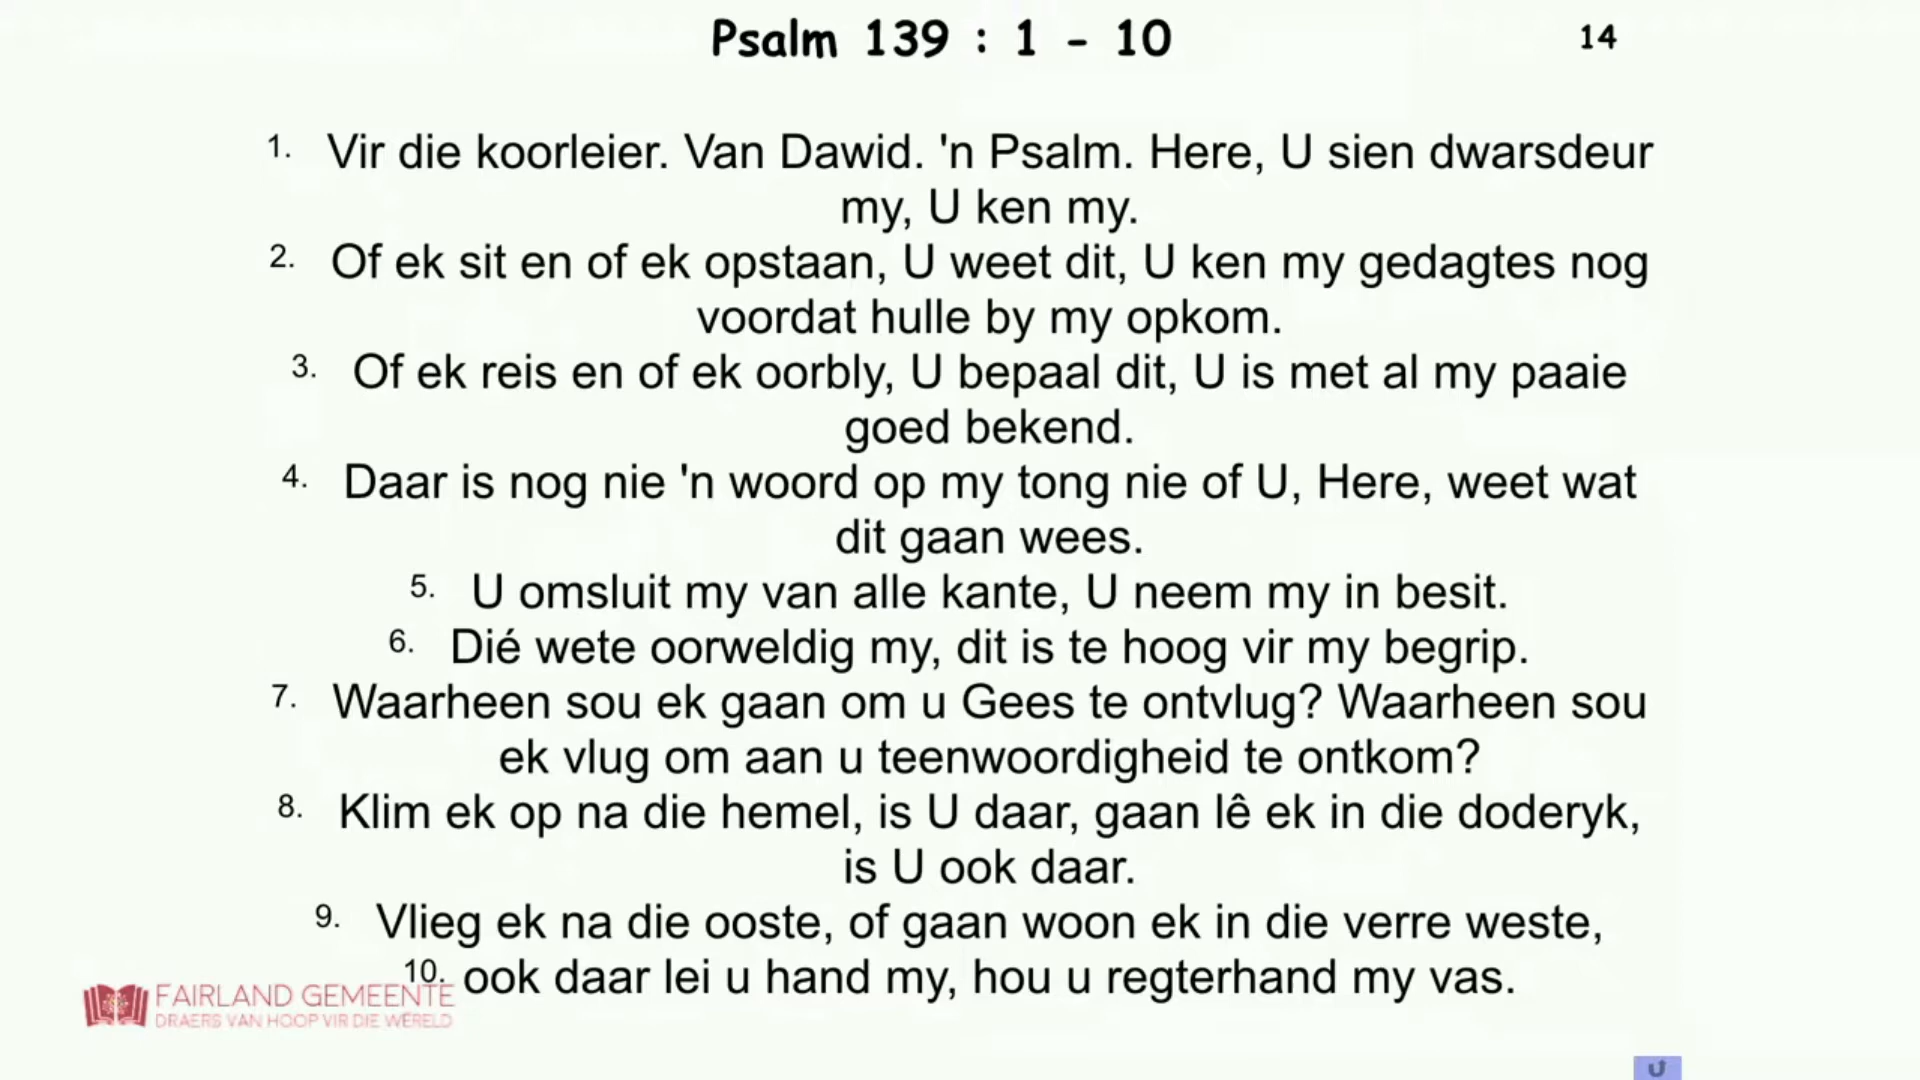 Psalm 139 : 1 - 10
14
1. Vir die koorleier. Van Dawid. 'n Psalm. Here, U sien dwarsdeur
my, U ken my.
2. Of ek sit en of ek opstaan, U weet dit, U ken my gedagtes nog
voordat hulle by my opkom.
3. Of ek reis en of ek oorbly, U bepaal dit, U is met al my paaie
goed bekend.
4. Daar is nog nie 'n woord op my tong nie of U, Here, weet wat
dit gaan wees.
5. U omsluit my van alle kante, U neem my in besit.
6. Dié wete oorweldig my, dit is te hoog vir my begrip.
7. Waarheen sou ek gaan om u Gees te ontvlug? Waarheen sou
ek vlug om aan u teenwoordigheid te ontkom?
8. Klim ek op na die hemel, is U daar, gaan lê ek in die doderyk,
is U ook daar.
9. Vlieg ek na die ooste, of gaan woon ek in die verre weste,
10. ook daar lei u hand my, hou u regterhand my vas.
FAIRLAND GEMEENTE
DRAERS VAN HOOP VIR DIE WÊRELD